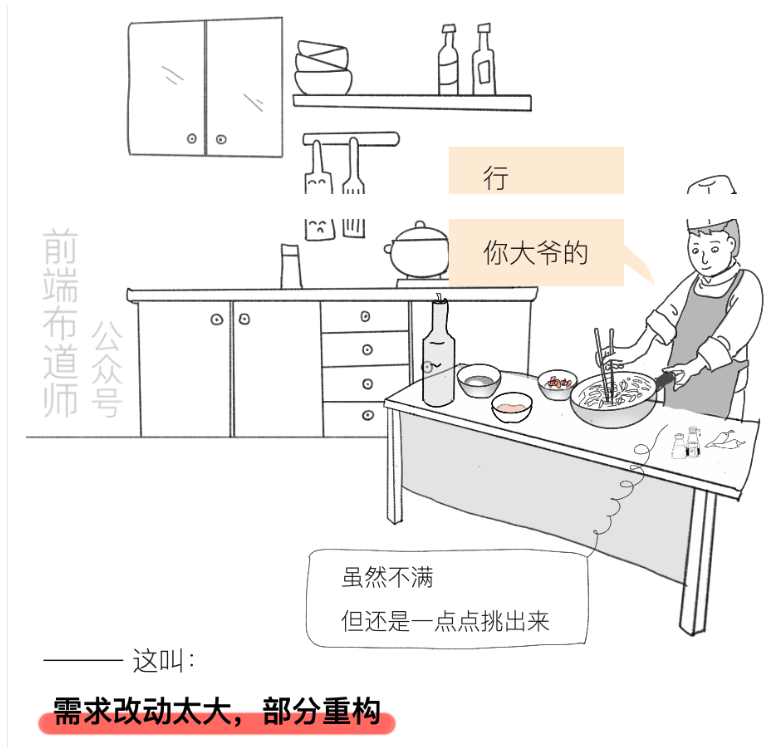 行
你大爷的
前端布道师
公众号
虽然不满
但还是一点点挑出来
—— 这叫：
需求改动太大，部分重构